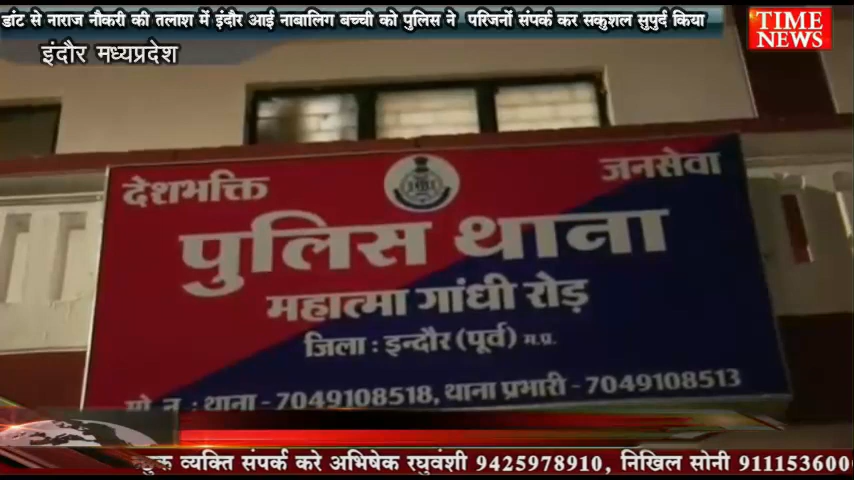 डांट से नाराज नौकरी की तलाश में इंदौर आई नाबालिग बच्ची को पुलिस ने परिजनों संपर्क कर सकुशल सुपुर्द किया
TIME NEWS
इंदौर मध्यप्रदेश
देशभक्ति जनसेवा
पुलिस थाना
महात्मा गांधी रोड़
जिला : इन्दौर (पूर्व) म.प्र.
मो. न. : थाना - 7049108518, थाना प्रभारी - 7049108513
व्यक्ति संपर्क करे अभिषेक रघुवंशी 9425978910, निखिल सोनी 911153600